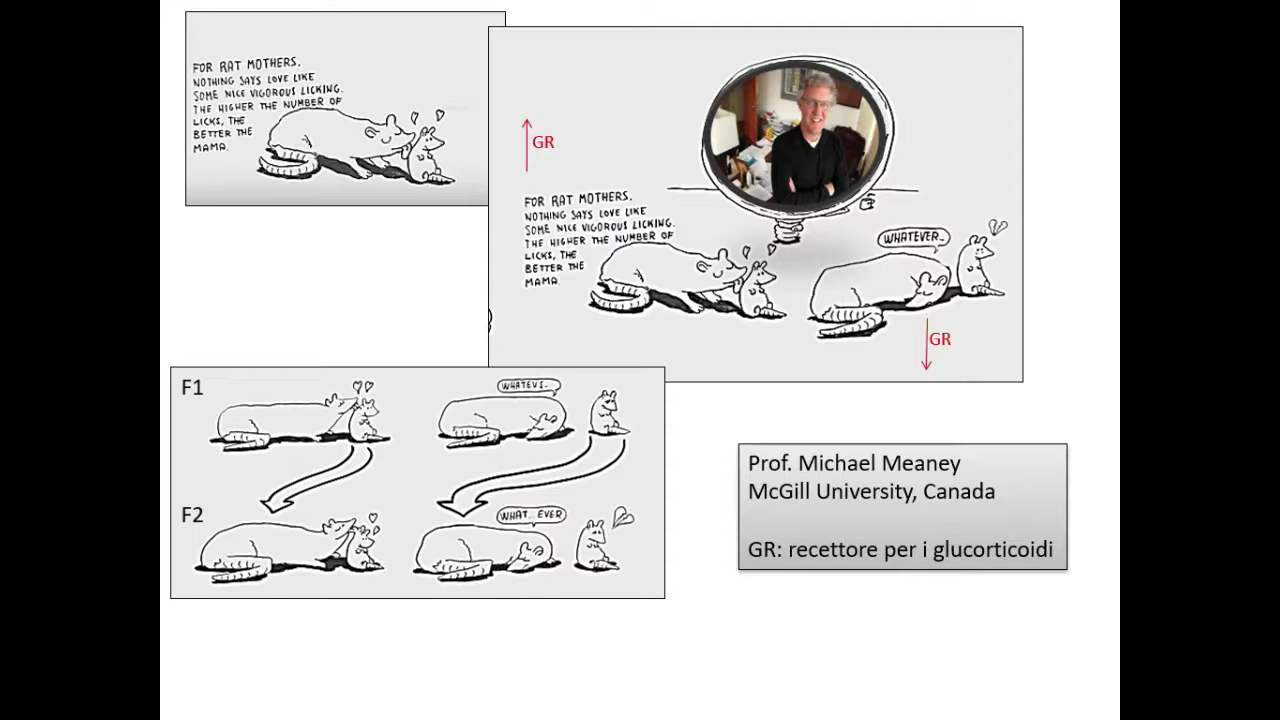 FOR RAT MOTHERS,
NOTHING SAYS LOVE LIKE
SOME NICE VIGOROUS LICKING.
THE HIGHER THE NUMBER OF
LICKS, THE
BETTER THE
MAMA.
GR
FOR RAT MOTHERS,
NOTHING SAYS LOVE LIKE
SOME NICE VIGOROUS LICKING.
THE HIGHER THE NUMBER OF
LICKS, THE
BETTER THE
MAMA.
WHATEVER..
GR
F1
WHATEVS..
F2
WHAT... EVER
Prof. Michael Meaney
McGill University, Canada
GR: recettore per i glucorticoidi